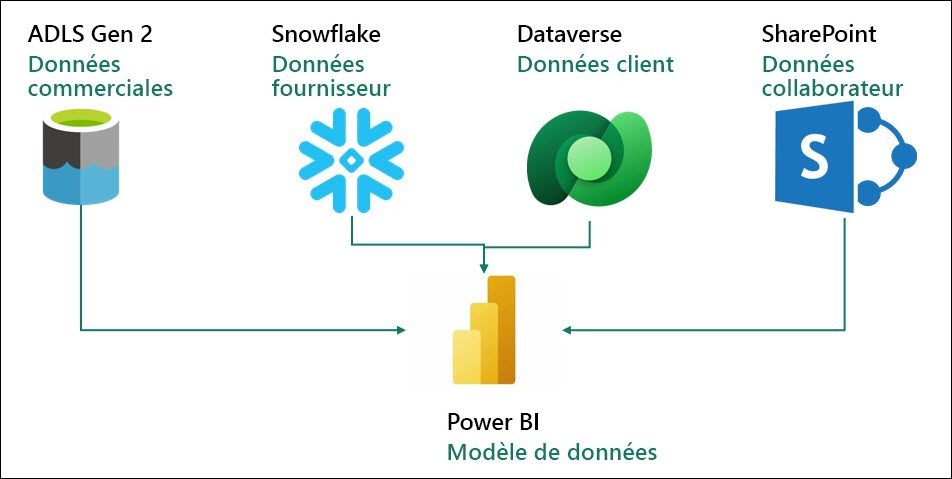 ADLS Gen 2
Données
commerciales
Snowflake
Données
fournisseur
Dataverse
Données client
SharePoint
Données
collaborateur
S
Power BI
Modèle de données